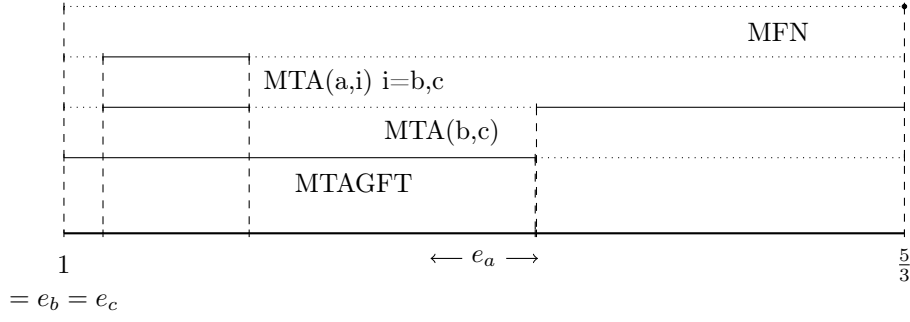 MFN
MTA(a,i) i=b,c
MTA(b,c)
MTAGFT
e_a
1
5/3
= e_b = e_c